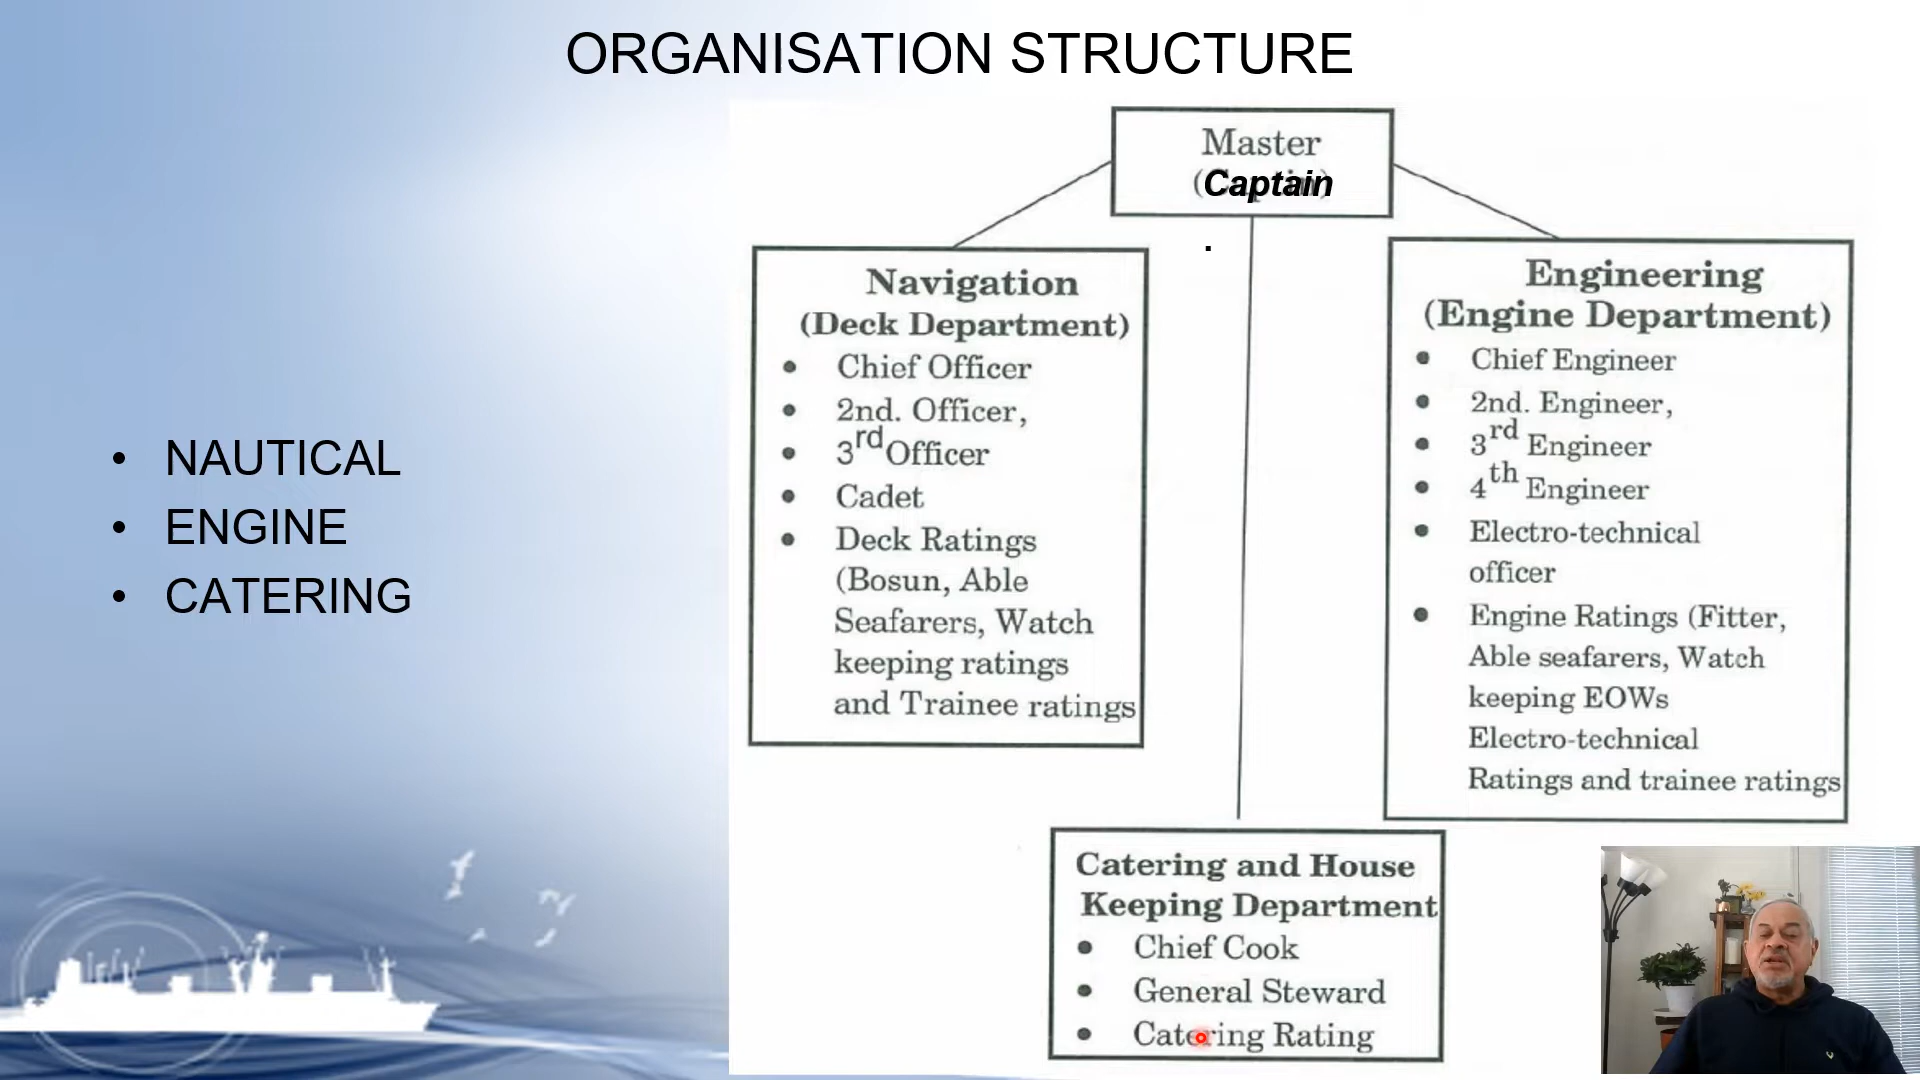 ORGANISATION STRUCTURE
• NAUTICAL
• ENGINE
• CATERING
Master
(Captain)
Captain
.
Navigation
(Deck Department)
• Chief Officer
• 2nd. Officer,
• 3rd Officer
• Cadet
• Deck Ratings
(Bosun, Able
Seafarers, Watch
keeping ratings
and Trainee ratings
Engineering
(Engine Department)
• Chief Engineer
• 2nd. Engineer,
• 3rd Engineer
• 4th Engineer
• Electro-technical
officer
• Engine Ratings (Fitter,
Able seafarers, Watch
keeping EOWs
Electro-technical
Ratings and trainee ratings
Catering and House
Keeping Department
• Chief Cook
• General Steward
• Catering Rating